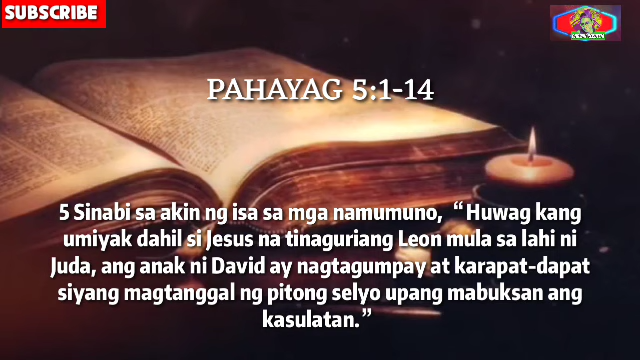 SUBSCRIBE
PAHAYAG 5:1-14
5 Sinabi sa akin ng isa sa mga namumuno, “Huwag kang
umiyak dahil si Jesus na tinaguriang Leon mula sa lahi ni
Juda, ang anak ni David ay nagtagumpay at karapat-dapat
siyang magtanggal ng pitong selyo upang mabuksan ang
kasulatan.”